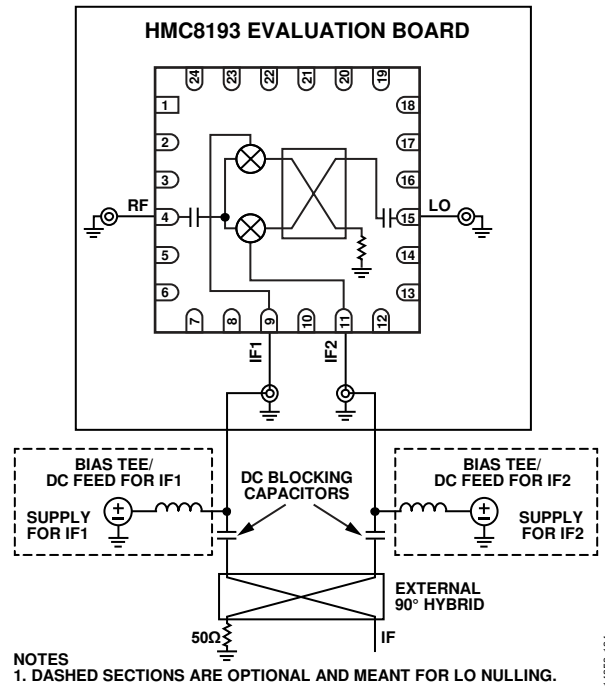 HMC8193 EVALUATION BOARD
24
23
22
21
20
19
1
2
3
4
5
6
18
17
16
15
14
13
7
8
9
10
11
12
RF
LO
IF1
IF2
BIAS TEE/
DC FEED FOR IF1
SUPPLY
FOR IF1
DC BLOCKING
CAPACITORS
BIAS TEE/
DC FEED FOR IF2
SUPPLY
FOR IF2
EXTERNAL
90° HYBRID
50Ω
IF
NOTES
1. DASHED SECTIONS ARE OPTIONAL AND MEANT FOR LO NULLING.